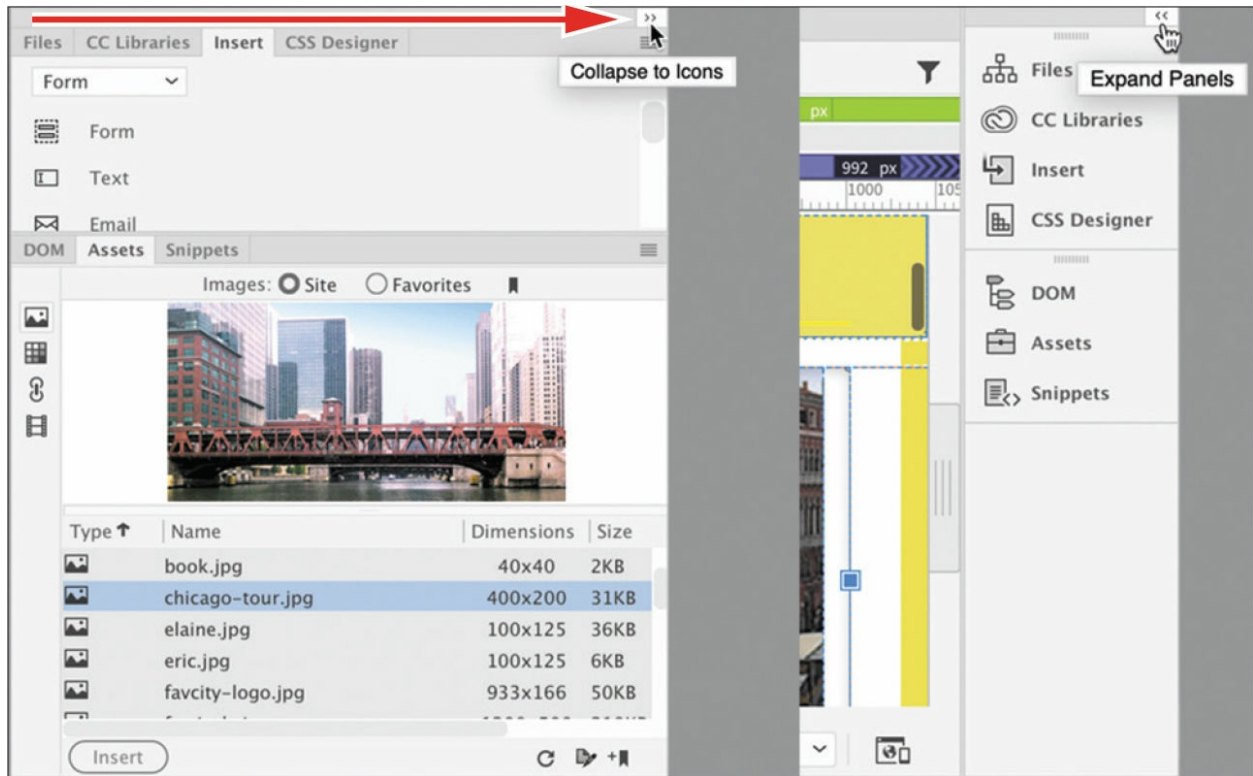 >>
Files CC Libraries Insert CSS Designer
Collapse to Icons
Form
Form
Text
Email
DOM Assets Snippets
Images: Site Favorites
Type Name Dimensions Size
book.jpg 40x40 2KB
chicago-tour.jpg 400x200 31KB
elaine.jpg 100x125 36KB
eric.jpg 100x125 6KB
favcity-logo.jpg 933x166 50KB
Insert
px
992 px
1000
<<
Files
Expand Panels
CC Libraries
Insert
CSS Designer
DOM
Assets
Snippets